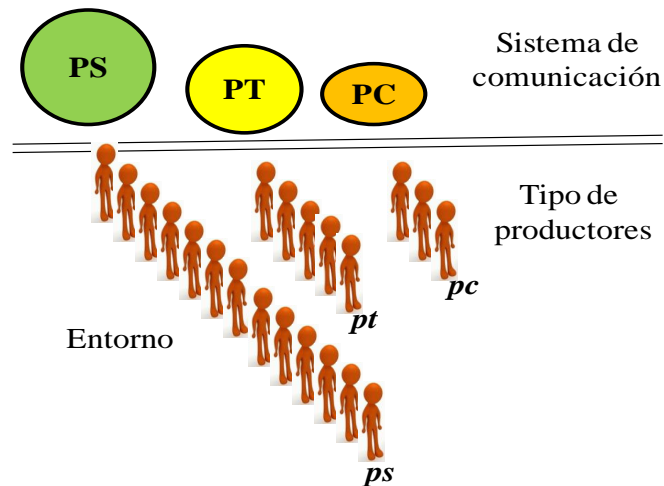 PS
PT
PC
Sistema de
comunicación
Tipo de
productores
pc
pt
Entorno
ps